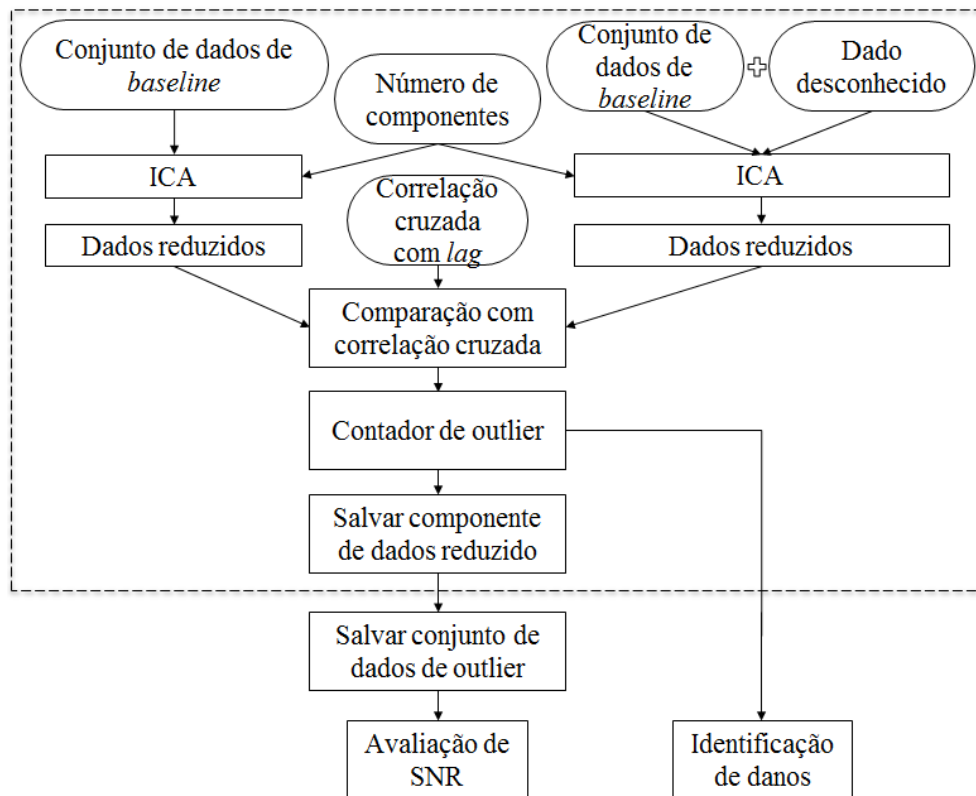 Conjunto de dados de
baseline
Número de
componentes
Conjunto de
dados de
baseline
Dado
desconhecido
ICA
ICA
Correlação
cruzada
com lag
Dados reduzidos
Dados reduzidos
Comparação com
correlação cruzada
Contador de outlier
Salvar componente
de dados reduzido
Salvar conjunto de
dados de outlier
Avaliação de
SNR
Identificação
de danos